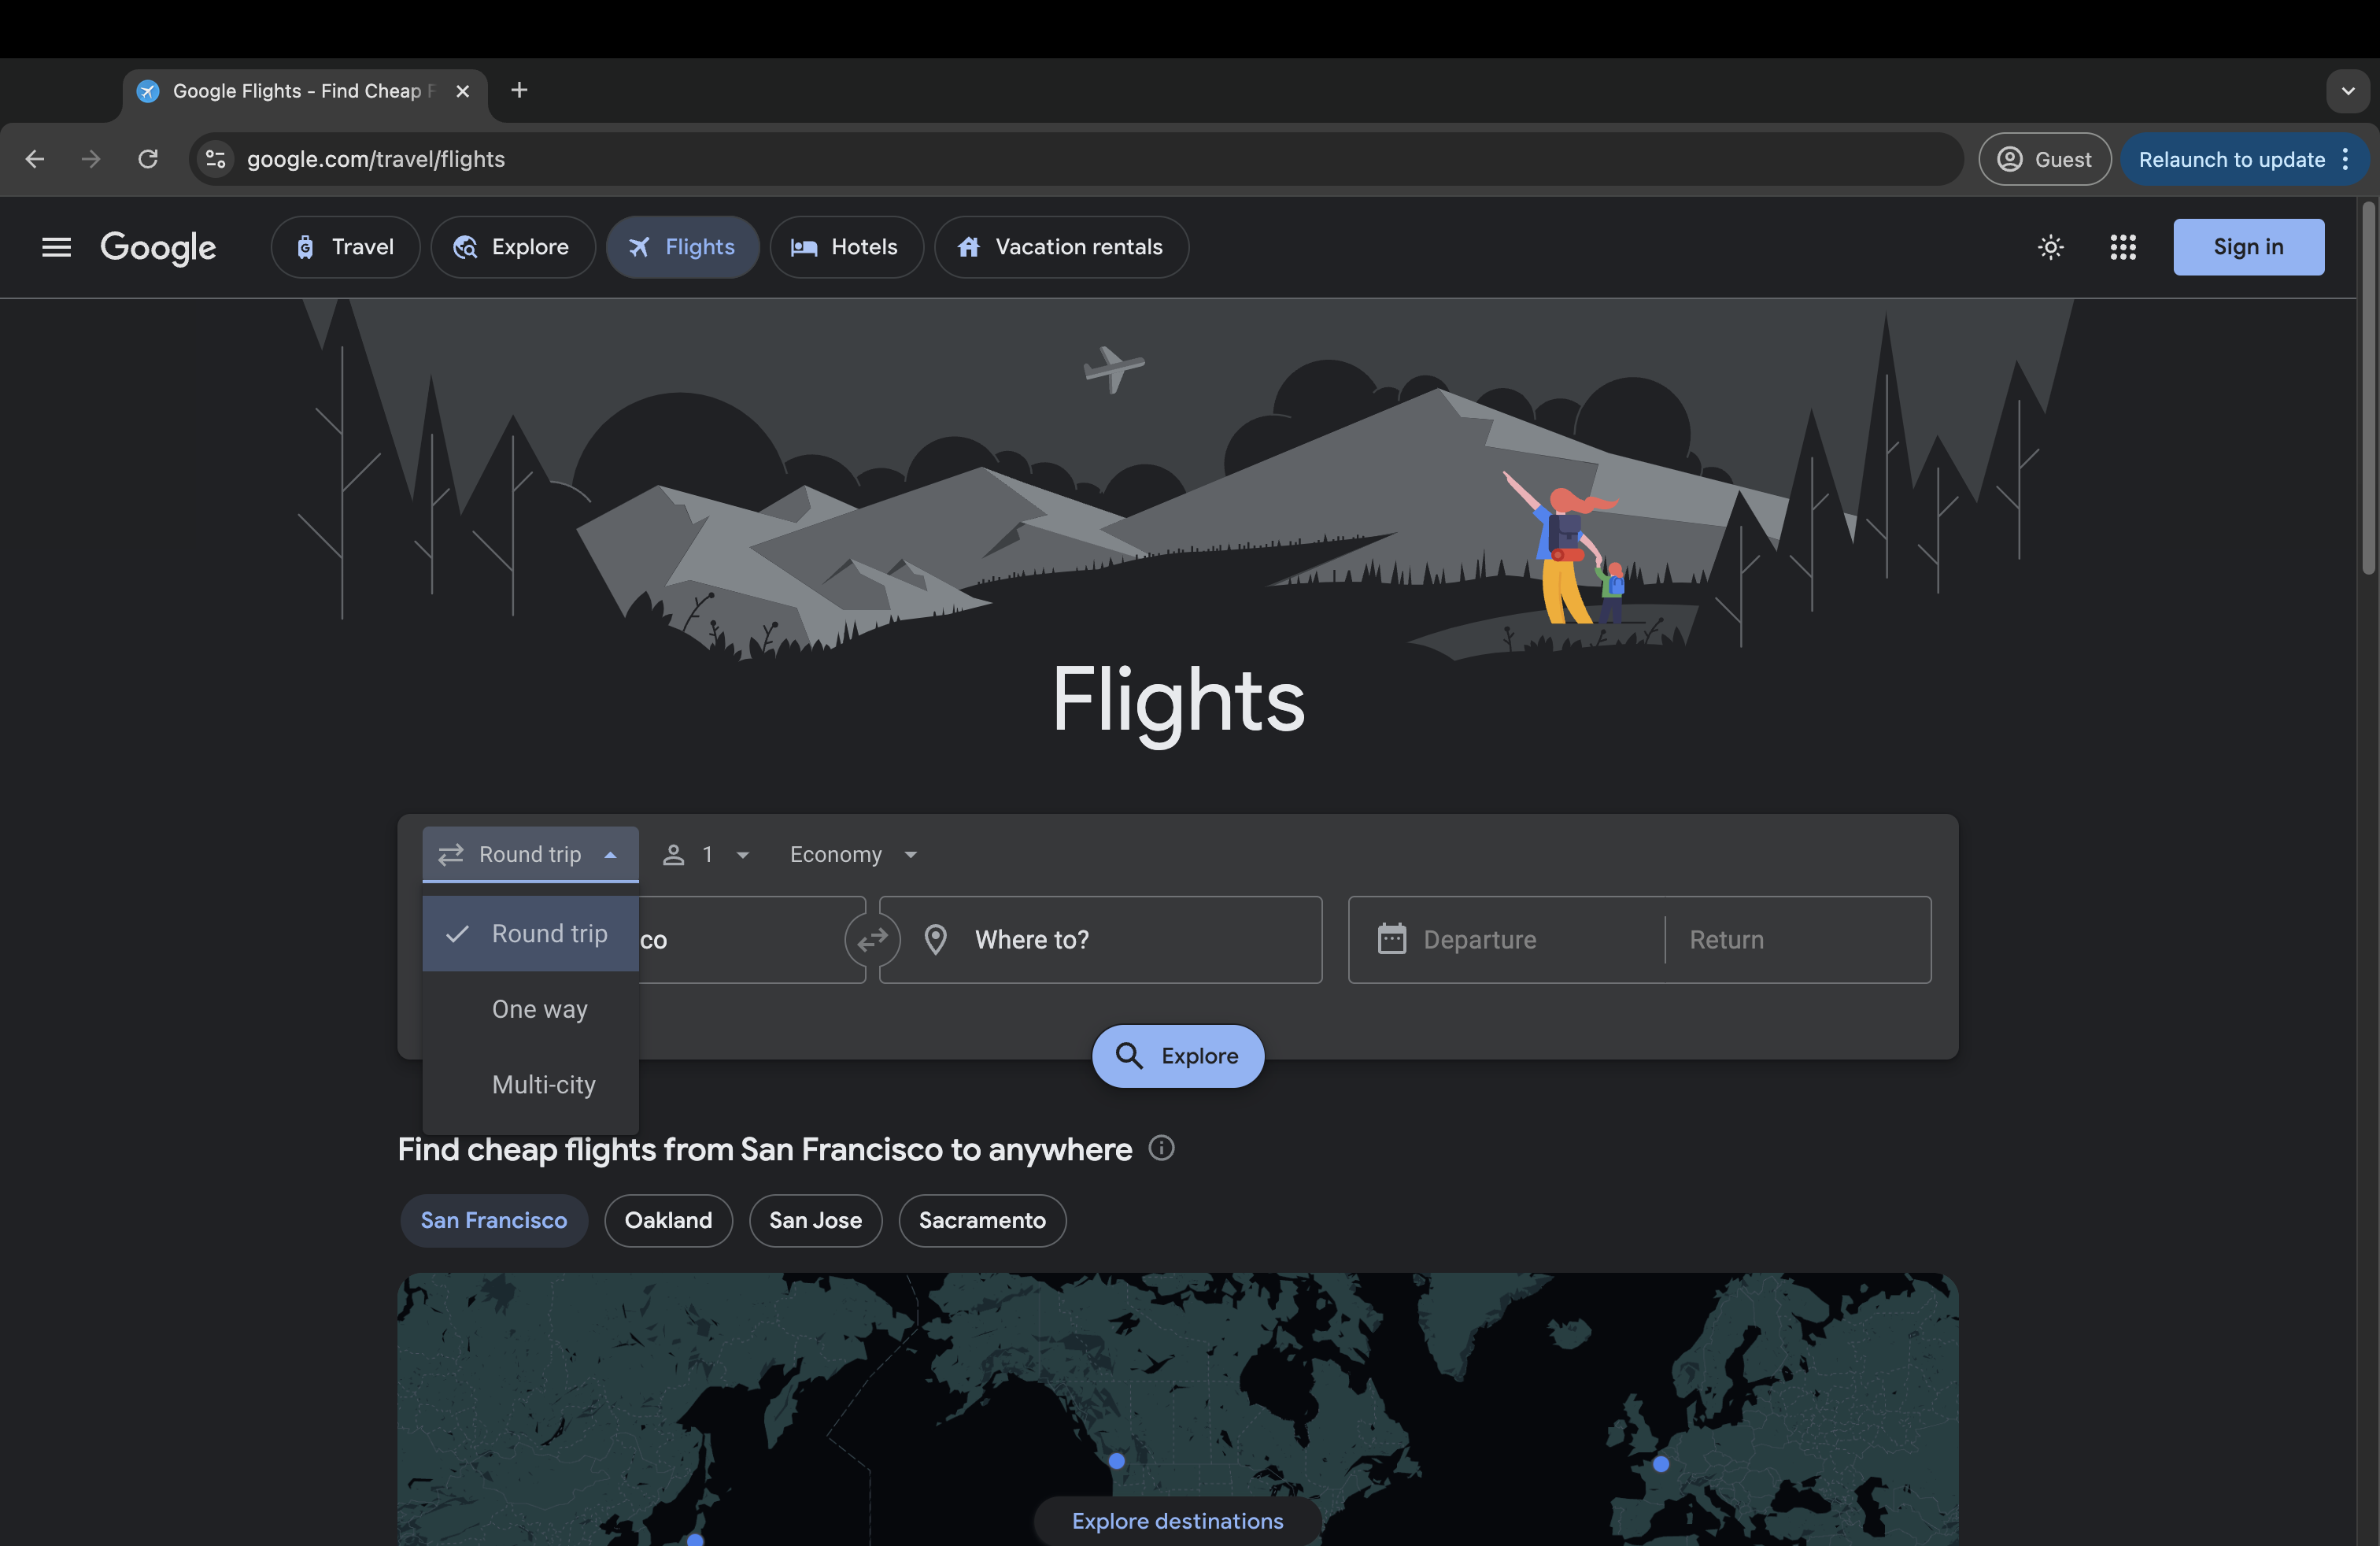 Google Flights - Find Cheap F
google.com/travel/flights
Guest
Relaunch to update
Google
Travel
Explore
Flights
Hotels
Vacation rentals
Sign in
Flights
Round trip
1
Economy
Round trip
One way
Multi-city
co
Where to?
Departure
Return
Explore
Find cheap flights from San Francisco to anywhere
San Francisco
Oakland
San Jose
Sacramento
Explore destinations